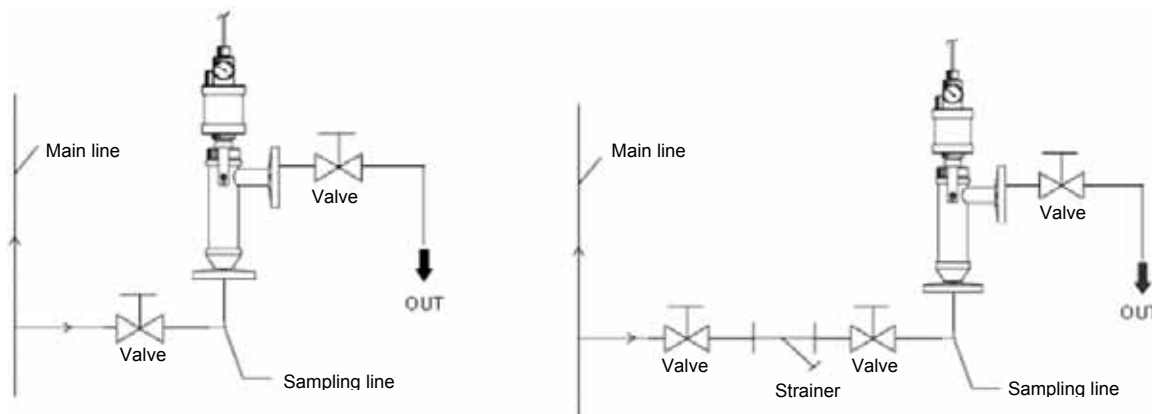 Main line
Valve
OUT
Valve
Sampling line
Main line
Valve
OUT
Valve
Strainer
Valve
Sampling line